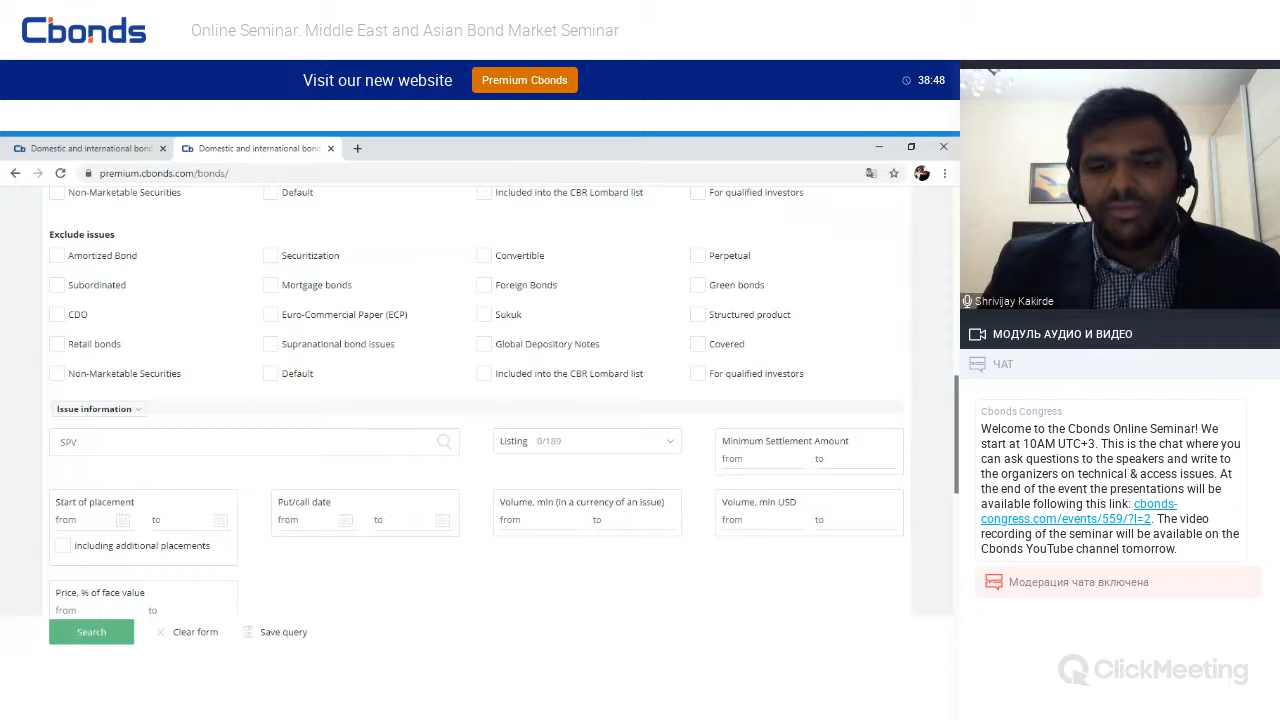 Cbonds
Online Seminar: Middle East and Asian Bond Market Seminar
Visit our new website
Premium Cbonds
38:48
Cb Domestic and international bond
Cb Domestic and international bond
premium.cbonds.com/bonds/
Non-Marketable Securities
Default
Included into the CBR Lombard list
For qualified investors
Exclude issues
Amortized Bond
Securitization
Convertible
Perpetual
Subordinated
Mortgage bonds
Foreign Bonds
Green bonds
CDO
Euro-Commercial Paper (ECP)
Sukuk
Structured product
Retail bonds
Supranational bond issues
Global Depository Notes
Covered
Non-Marketable Securities
Default
Included into the CBR Lombard list
For qualified investors
Issue information
SPV
Listing 0/189
Minimum Settlement Amount
from to
Start of placement
from to
including additional placements
Put/call date
from to
Volume, mln (in a currency of an issue)
from to
Volume, mln USD
from to
Price, % of face value
from to
Search
Clear form
Save query
Shrivijay Kakirde
МОДУЛЬ АУДИО И ВИДЕО
ЧАТ
Cbonds Congress
Welcome to the Cbonds Online Seminar! We
start at 10AM UTC+3. This is the chat where you
can ask questions to the speakers and write to
the organizers on technical & access issues. At
the end of the event the presentations will be
available following this link: cbonds-
congress.com/events/559/?l=2. The video
recording of the seminar will be available on the
Cbonds YouTube channel tomorrow.
Модерация чата включена
ClickMeeting